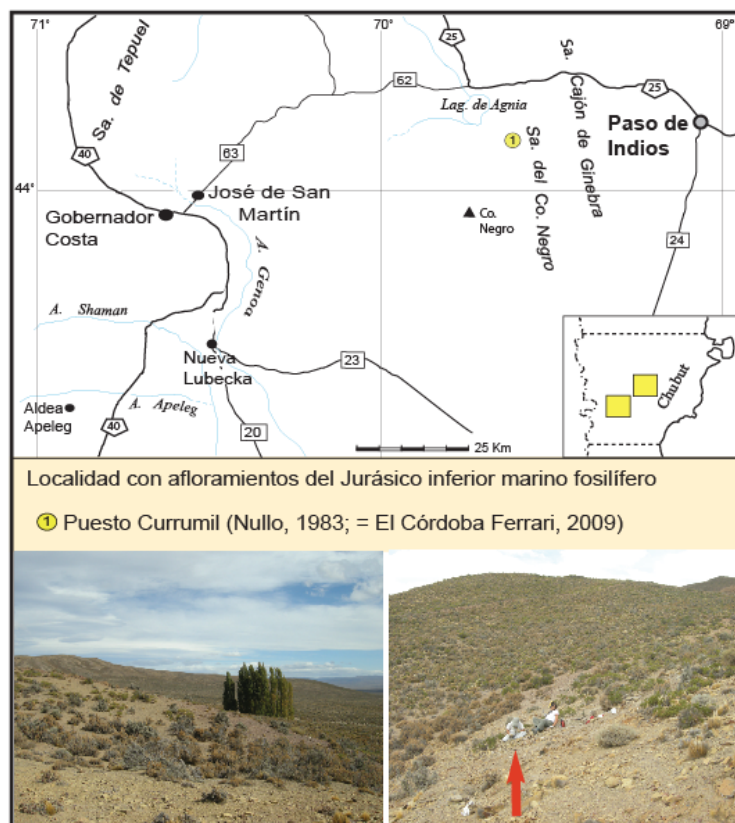 71°
70
69°
25
62
Sa. de Tepuel
Lag. de Agnia
Sa. Cajón de Ginebra
25
Paso de
Indios
1
Sa. del Co. Negro
40
63
44°
José de San
Martín
Gobernador
Costa
Co.
Negro
A. Genoa
24
A. Shaman
Nueva
Lubecka
23
Chubut
Aldea
Apeleg
A. Apeleg
40
20
25 Km
Localidad con afloramientos del Jurásico inferior marino fosilífero
1 Puesto Currumil (Nullo, 1983; = El Córdoba Ferrari, 2009)